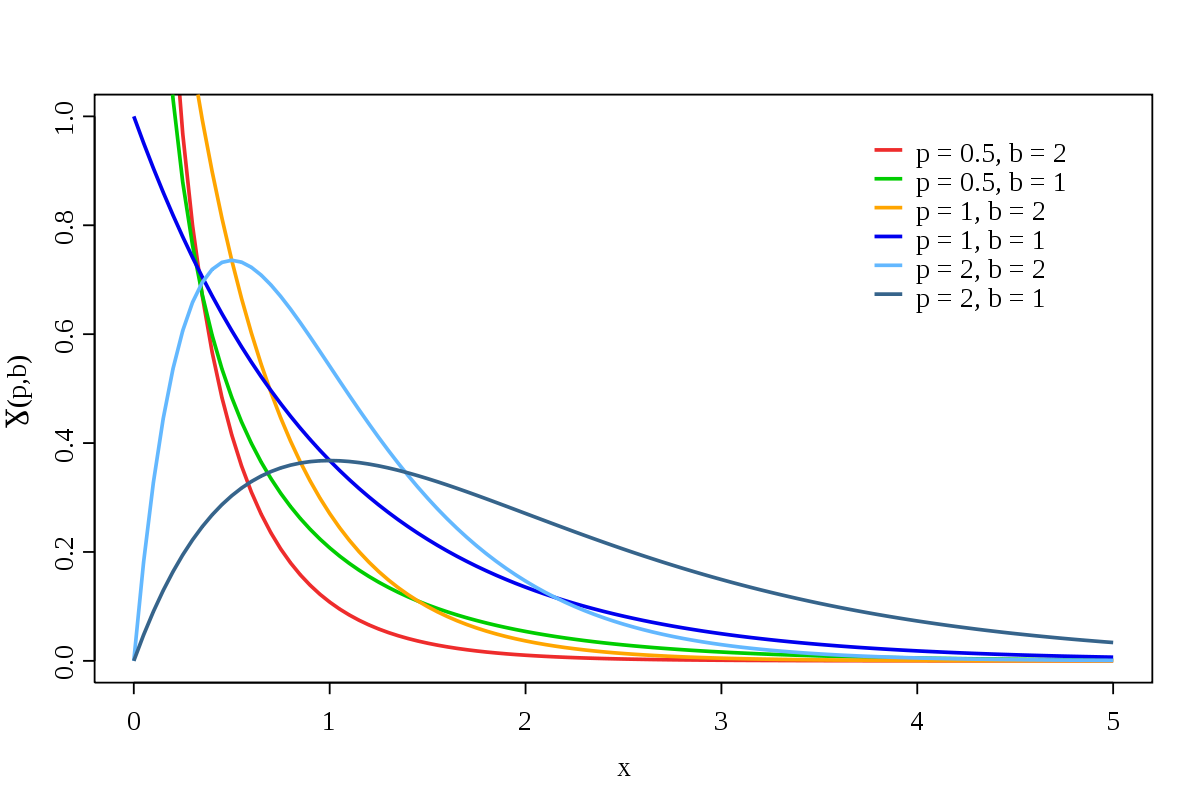 p = 0.5, b = 2
p = 0.5, b = 1
p = 1, b = 2
p = 1, b = 1
p = 2, b = 2
p = 2, b = 1
1.0
0.8
0.6
0.4
0.2
0.0
Ɣ(p,b)
0 1 2 3 4 5
x